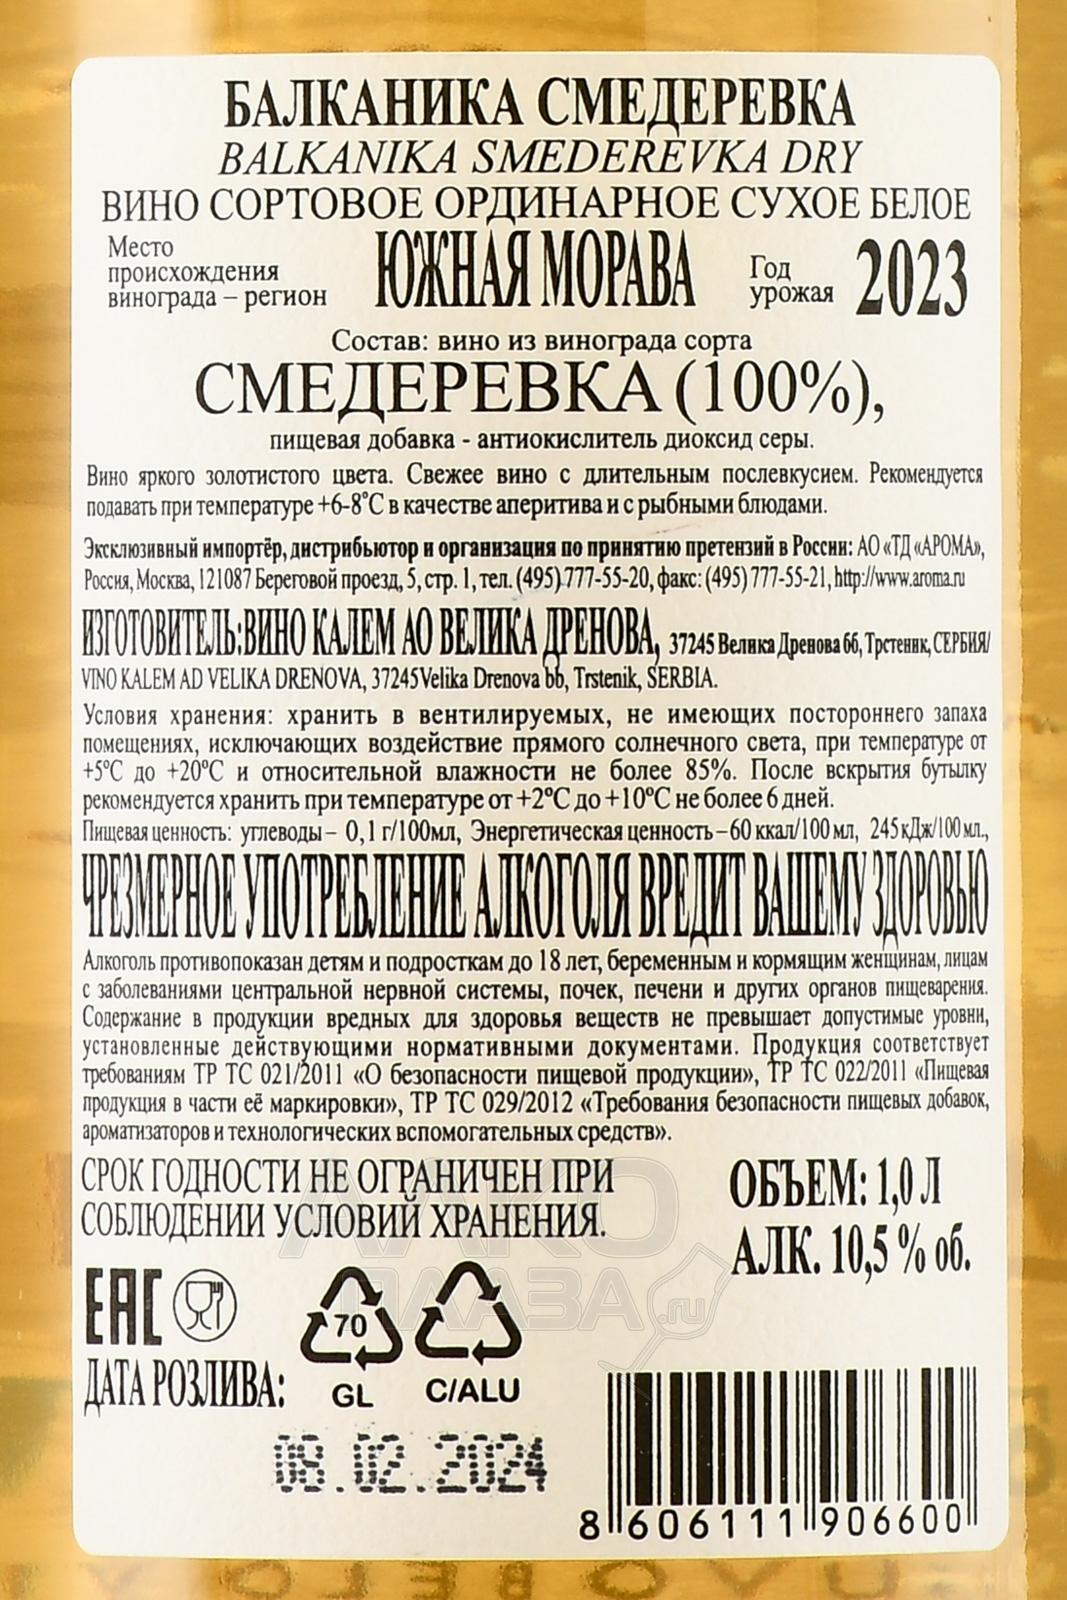 БАЛКАНИКА СМЕДЕРЕВКА
BALKANIKA SMEDEREVKA DRY
ВИНО СОРТОВОЕ ОРДИНАРНОЕ СУХОЕ БЕЛОЕ
Место
происхождения
винограда – регион
ЮЖНАЯ МОРАВА
Год
урожая
2023
Состав: вино из винограда сорта
СМЕДЕРЕВКА (100%),
пищевая добавка - антиокислитель диоксид серы.
Вино яркого золотистого цвета. Свежее вино с длительным послевкусием. Рекомендуется
подавать при температуре +6-8˚С в качестве аперитива и с рыбными блюдами.
Эксклюзивный импортёр, дистрибьютор и организация по принятию претензий в России: АО «ТД «АРОМА»,
Россия, Москва, 121087 Береговой проезд, 5, стр. 1, тел. (495) 777-55-20, факс: (495) 777-55-21, http://www.aroma.ru
ИЗГОТОВИТЕЛЬ: ВИНО КАЛЕМ АО ВЕЛИКА ДРЕНОВА, 37245 Велика Дренова бб, Трстеник, СЕРБИЯ/
VINO KALEM AD VELIKA DRENOVA, 37245 Velika Drenova bb, Trstenik, SERBIA.
Условия хранения: хранить в вентилируемых, не имеющих постороннего запаха
помещениях, исключающих воздействие прямого солнечного света, при температуре от
+5ºС до +20ºС и относительной влажности не более 85%. После вскрытия бутылку
рекомендуется хранить при температуре от +2ºС до +10ºС не более 6 дней.
Пищевая ценность: углеводы – 0,1 г/100мл, Энергетическая ценность – 60 ккал/100 мл, 245 кДж/100 мл.,
ЧРЕЗМЕРНОЕ УПОТРЕБЛЕНИЕ АЛКОГОЛЯ ВРЕДИТ ВАШЕМУ ЗДОРОВЬЮ
Алкоголь противопоказан детям и подросткам до 18 лет, беременным и кормящим женщинам, лицам
с заболеваниями центральной нервной системы, почек, печени и других органов пищеварения.
Содержание в продукции вредных для здоровья веществ не превышает допустимые уровни,
установленные действующими нормативными документами. Продукция соответствует
требованиям ТР ТС 021/2011 «О безопасности пищевой продукции», ТР ТС 022/2011 «Пищевая
продукция в части её маркировки», ТР ТС 029/2012 «Требования безопасности пищевых добавок,
ароматизаторов и технологических вспомогательных средств».
СРОК ГОДНОСТИ НЕ ОГРАНИЧЕН ПРИ
СОБЛЮДЕНИИ УСЛОВИЙ ХРАНЕНИЯ.
ОБЪЕМ: 1,0 Л
АЛК. 10,5 % об.
АЛКО
ПЛАЗА.ru
ЕАС
70
GL
C/ALU
ДАТА РОЗЛИВА:
08.02.2024
8 606111 906600